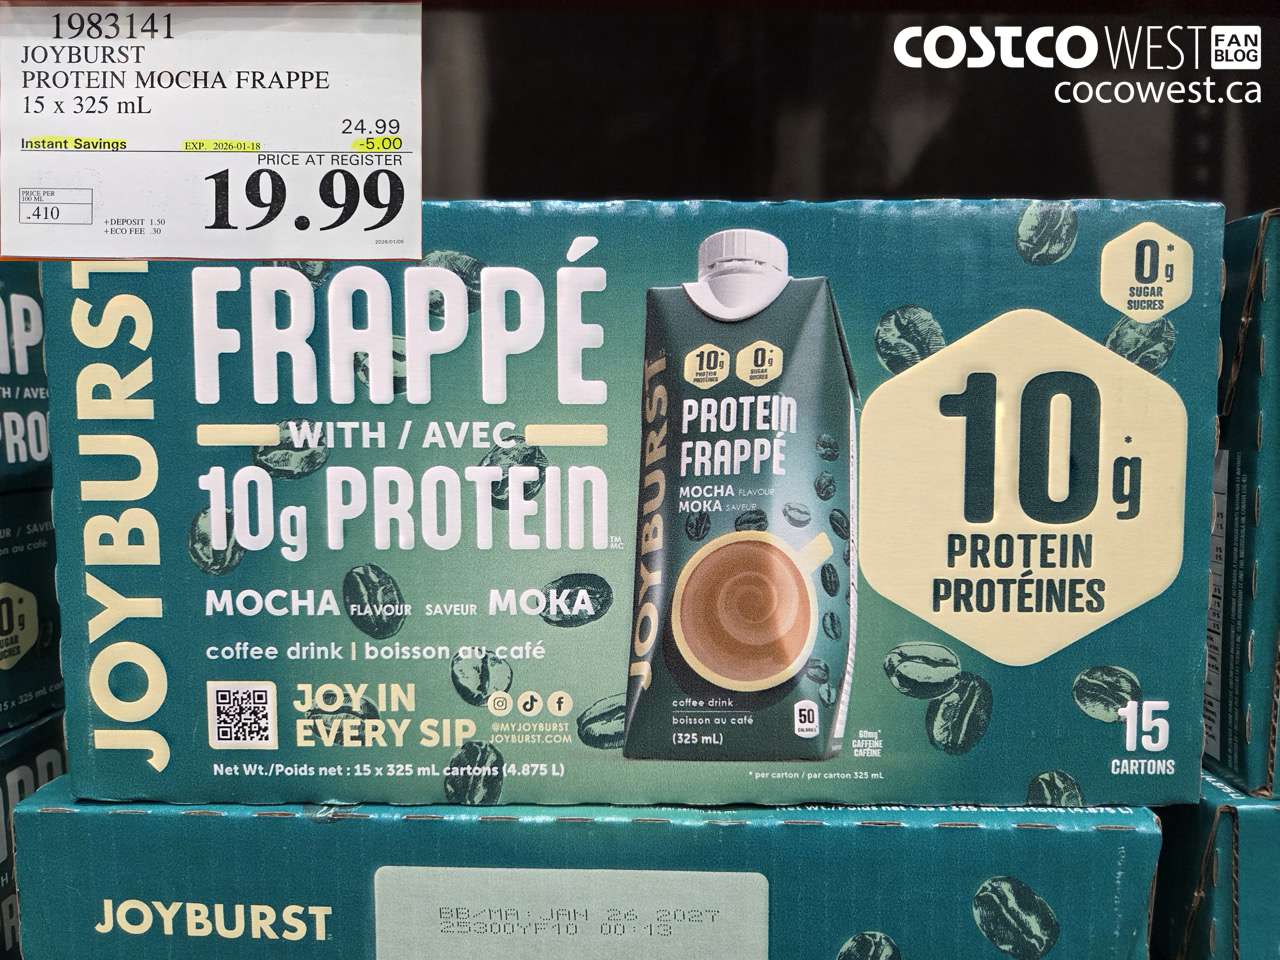 1983141
JOYBURST
PROTEIN MOCHA FRAPPE
15 x 325 mL
24.99
Instant Savings EXP. 2026-01-18 -5.00
PRICE AT REGISTER
19.99
PRICE PER
100 ML
.410
+DEPOSIT 1.50
+ECO FEE .30
2026/01/05
COSTCO WEST FAN BLOG
cocowest.ca
JOYBURST
FRAPPÉ
WITH / AVEC
10g PROTEIN
TM
MC
MOCHA FLAVOUR SAVEUR MOKA
coffee drink | boisson au café
JOY IN
EVERY SIP
@MYJOYBURST
JOYBURST.COM
Net Wt./Poids net : 15 x 325 mL cartons (4.875 L)
10g PROTEIN PROTÉINES
0g SUGAR SUCRES
PROTEIN
FRAPPÉ
MOCHA FLAVOUR
MOKA SAVEUR
JOYBURST
coffee drink
boisson au café
(325 mL)
50
CALORIES
60mg*
CAFFEINE
CAFÉINE
* per carton / par carton 325 mL
0g*
SUGAR
SUCRES
10g*
PROTEIN
PROTÉINES
15
CARTONS
JOYBURST
BB/MA:JAN 26 2027
25300YF10 00:13